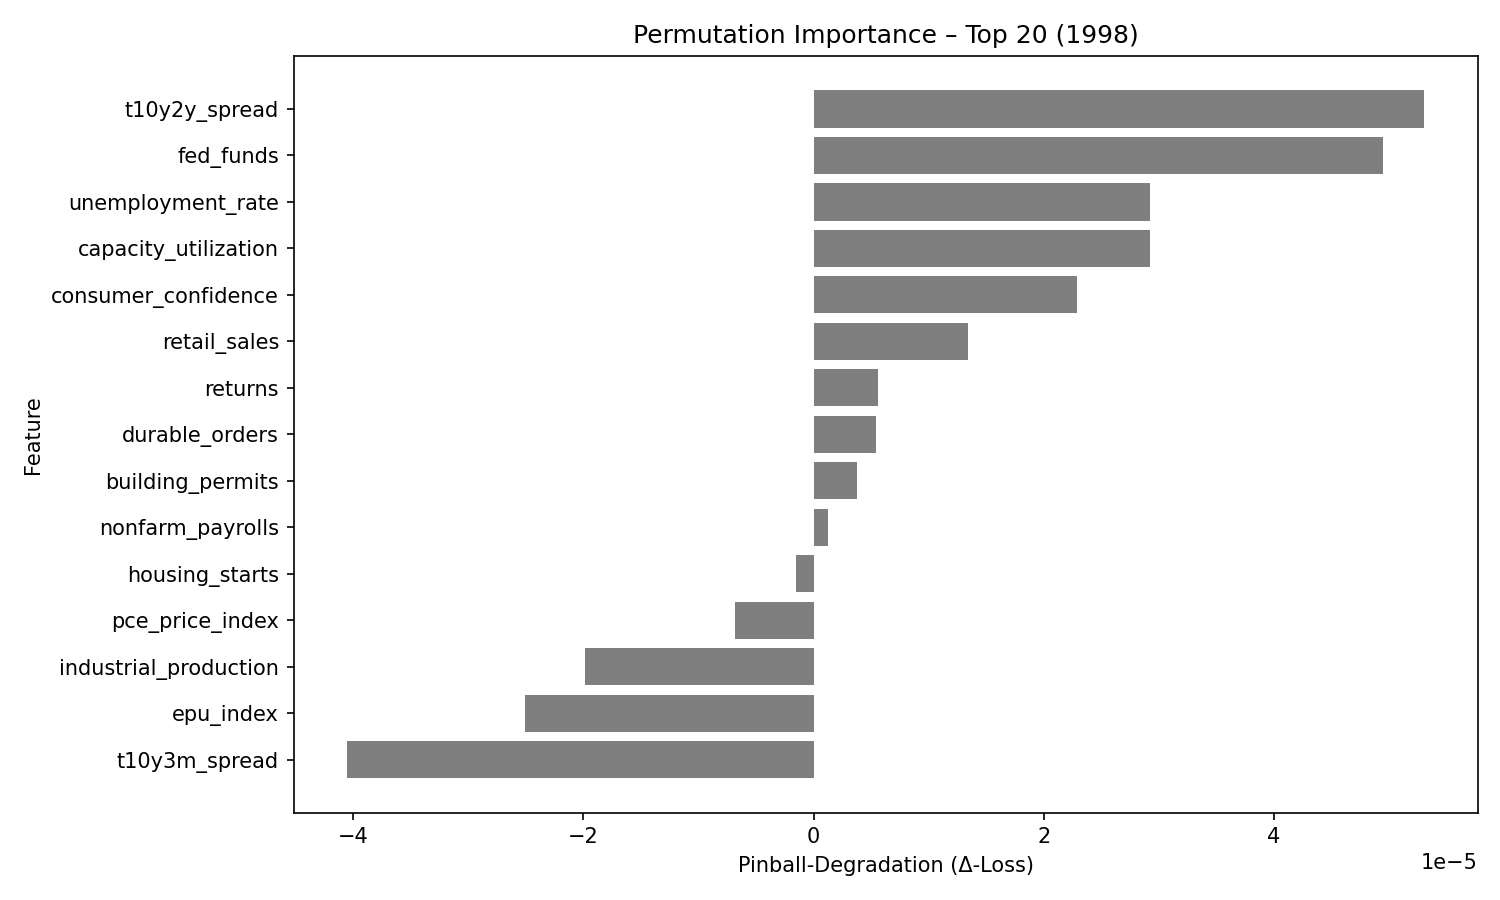 Permutation Importance – Top 20 (1998)
t10y2y_spread
fed_funds
unemployment_rate
capacity_utilization
consumer_confidence
retail_sales
returns
durable_orders
building_permits
nonfarm_payrolls
housing_starts
pce_price_index
industrial_production
epu_index
t10y3m_spread
Feature
−4 −2 0 2 4
1e−5
Pinball-Degradation (Δ-Loss)